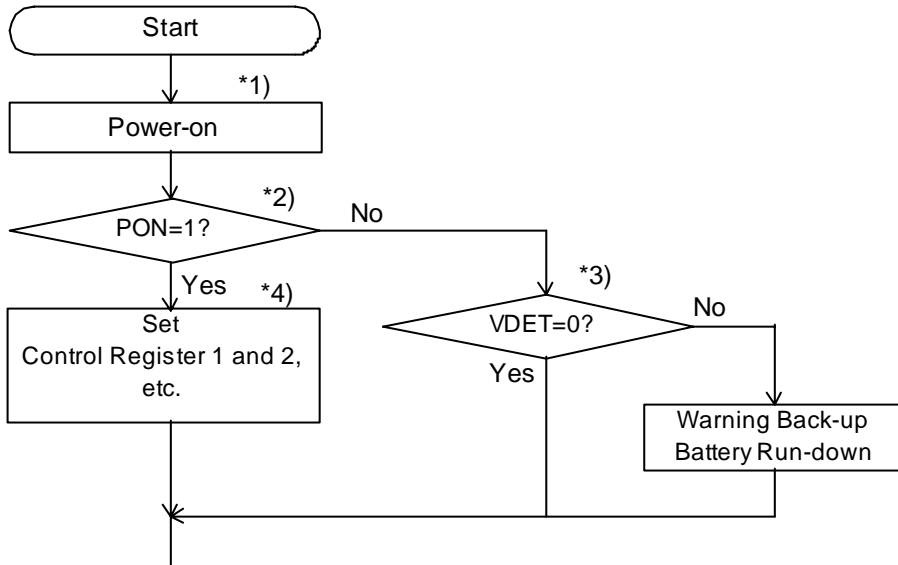 Start
*1)
Power-on
*2)
PON=1?
No
Yes
*4)
Set
Control Register 1 and 2,
etc.
*3)
VDET=0?
No
Yes
Warning Back-up
Battery Run-down